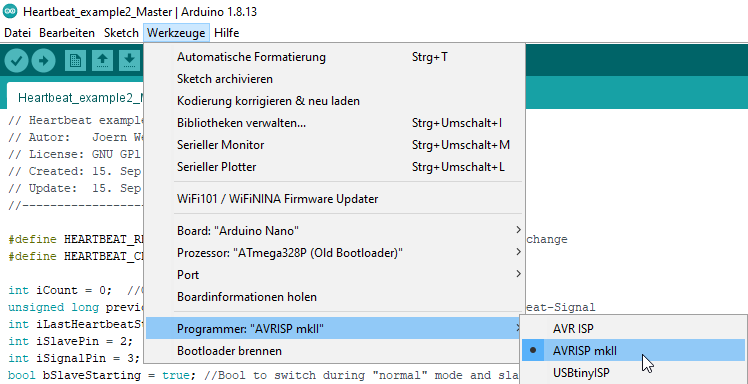 Heartbeat_example2_Master | Arduino 1.8.13
Datei Bearbeiten Sketch Werkzeuge Hilfe
Automatische Formatierung Strg+T
Sketch archivieren
Heartbeat_example2_Ma
Kodierung korrigieren & neu laden
// Heartbeat example
Bibliotheken verwalten... Strg+Umschalt+I
// Autor: Joern We
Serieller Monitor Strg+Umschalt+M
// License: GNU GPl
Serieller Plotter Strg+Umschalt+L
// Created: 15. Sep
// Update: 15. Sep
WiFi101 / WiFiNINA Firmware Updater
//--------------------
Board: "Arduino Nano"
#define HEARTBEAT_RE change
Prozessor: "ATmega328P (Old Bootloader)"
#define HEARTBEAT_CH
Port
int iCount = 0; //C
Boardinformationen holen
unsigned long previo eat-Signal
int iLastHeartbeatSt
Programmer: "AVRISP mkII"
AVR ISP
int iSlavePin = 2;
Bootloader brennen
AVRISP mkII
int iSignalPin = 3;
bool bSlaveStarting = true; //Bool to switch during "normal" mode and sla
USBtinyISP